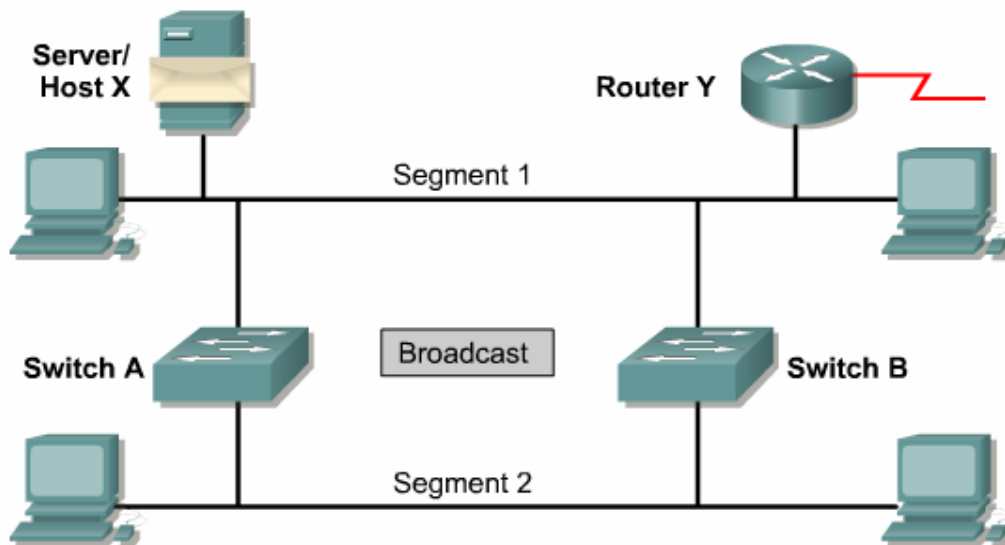 Server/
Host X
Router Y
Segment 1
Switch A
Broadcast
Switch B
Segment 2